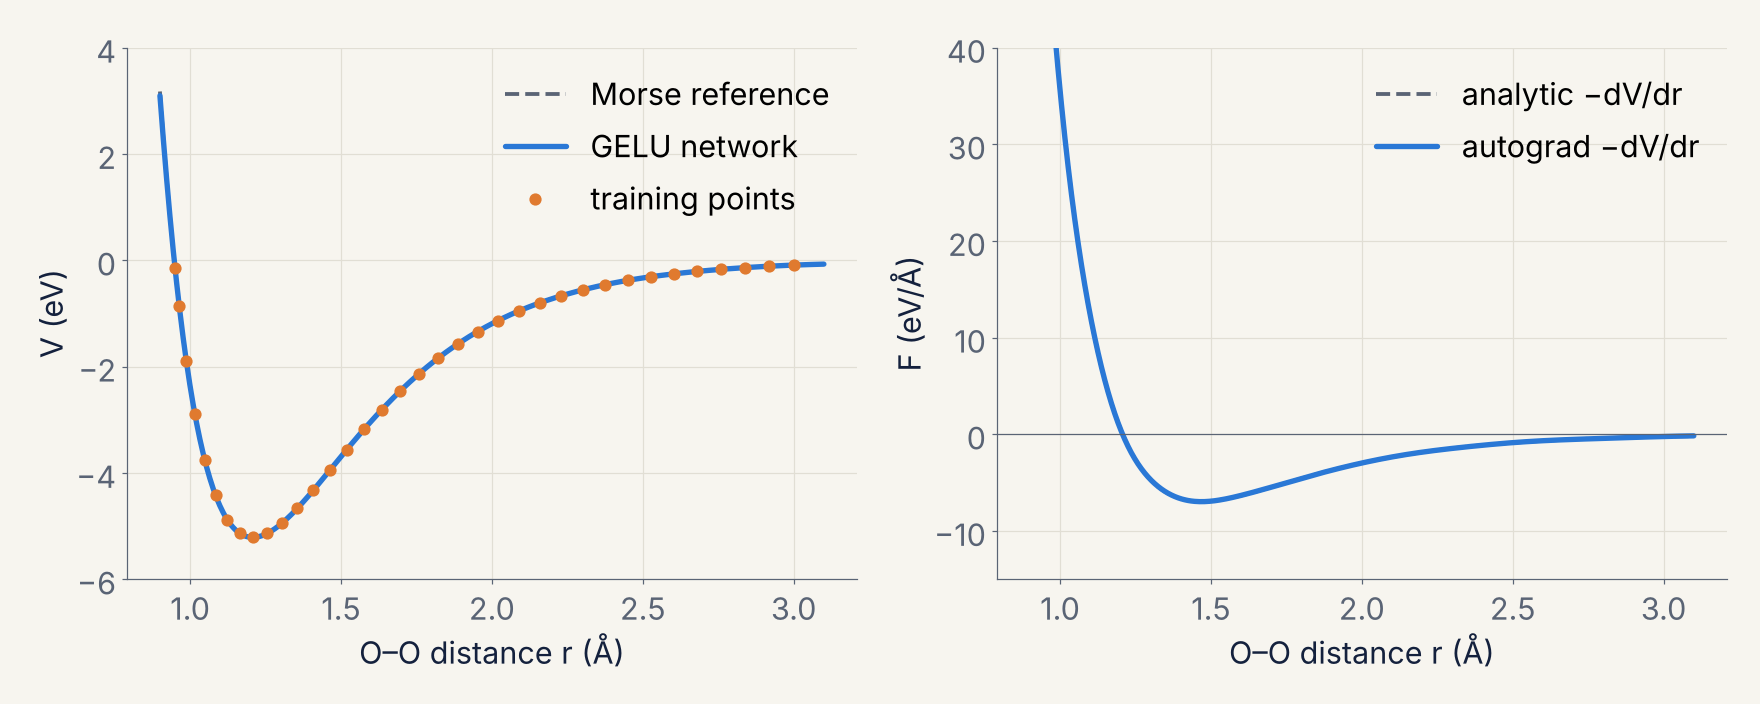 4
2
0
−2
−4
−6
V (eV)
Morse reference
GELU network
training points
1.0 1.5 2.0 2.5 3.0
O–O distance r (Å)
40
30
20
10
0
−10
F (eV/Å)
analytic −dV/dr
autograd −dV/dr
1.0 1.5 2.0 2.5 3.0
O–O distance r (Å)